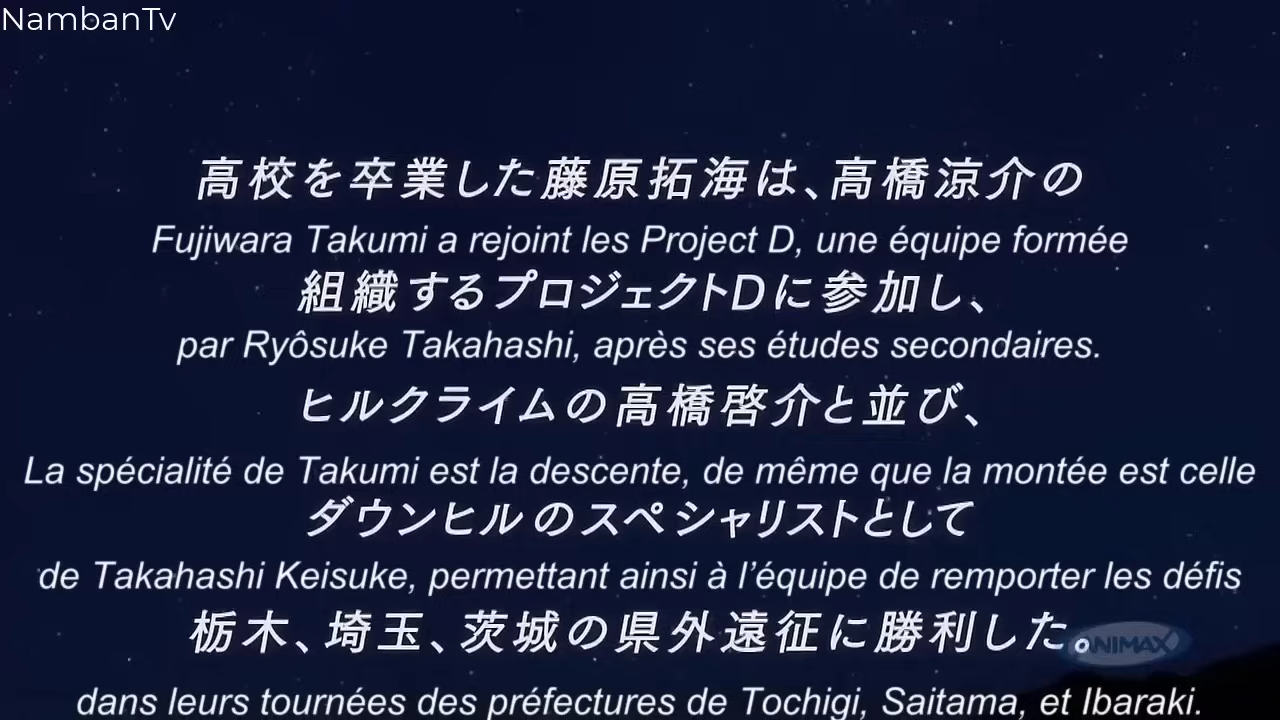 NambanTv
高校を卒業した藤原拓海は、高橋涼介の
Fujiwara Takumi a rejoint les Project D, une équipe formée
組織するプロジェクトDに参加し、
par Ryôsuke Takahashi, après ses études secondaires.
ヒルクライムの高橋啓介と並び、
La spécialité de Takumi est la descente, de même que la montée est celle
ダウンヒルのスペシャリストとして
de Takahashi Keisuke, permettant ainsi à l’équipe de remporter les défis
栃木、埼玉、茨城の県外遠征に勝利した。
ANIMAX
dans leurs tournées des préfectures de Tochigi, Saitama, et Ibaraki.